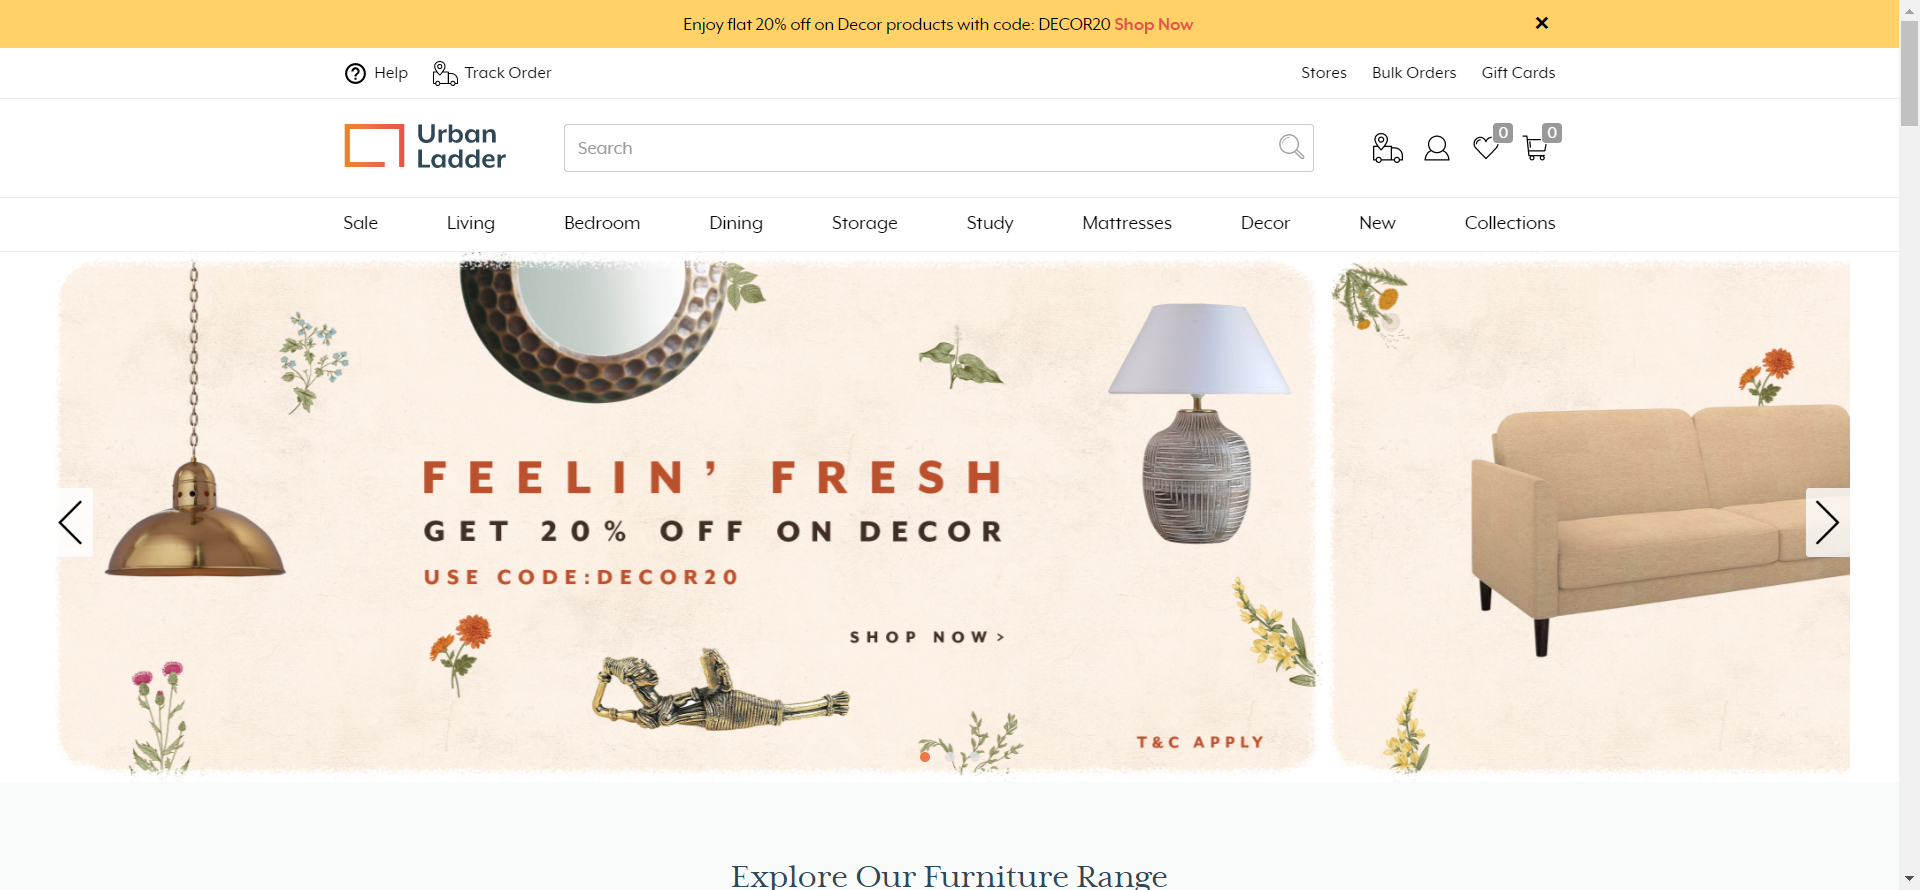 Enjoy flat 20% off on Decor products with code: DECOR20 Shop Now
Help
Track Order
Stores
Bulk Orders
Gift Cards
Urban
Ladder
Search
0
0
Sale
Living
Bedroom
Dining
Storage
Study
Mattresses
Decor
New
Collections
FEELIN' FRESH
GET 20% OFF ON DECOR
USE CODE:DECOR20
SHOP NOW >
T&C APPLY
Explore Our Furniture Range